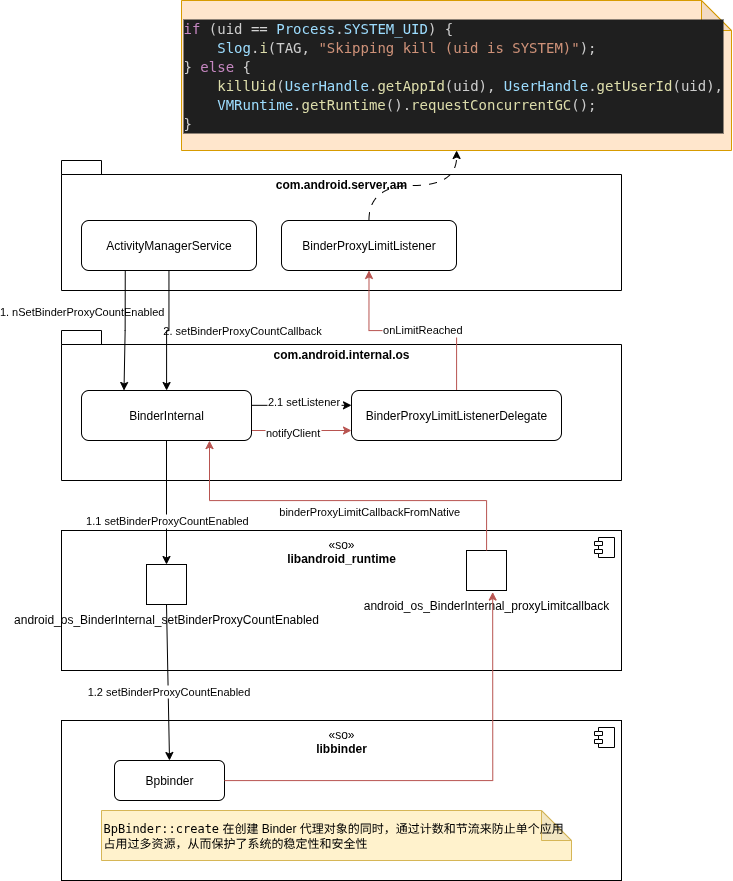 if (uid == Process.SYSTEM_UID) {
    Slog.i(TAG, "Skipping kill (uid is SYSTEM)");
} else {
    killUid(UserHandle.getAppId(uid), UserHandle.getUserId(uid),
    VMRuntime.getRuntime().requestConcurrentGC();
}
com.android.server.am
ActivityManagerService
BinderProxyLimitListener
1. nSetBinderProxyCountEnabled
2. setBinderProxyCountCallback
onLimitReached
com.android.internal.os
BinderInternal
2.1 setListener
notifyClient
BinderProxyLimitListenerDelegate
binderProxyLimitCallbackFromNative
1.1 setBinderProxyCountEnabled
«so»
libandroid_runtime
android_os_BinderInternal_setBinderProxyCountEnabled
android_os_BinderInternal_proxyLimitcallback
1.2 setBinderProxyCountEnabled
«so»
libbinder
Bpbinder
BpBinder::create 在创建 Binder 代理对象的同时，通过计数和节流来防止单个应用
占用过多资源，从而保护了系统的稳定性和安全性